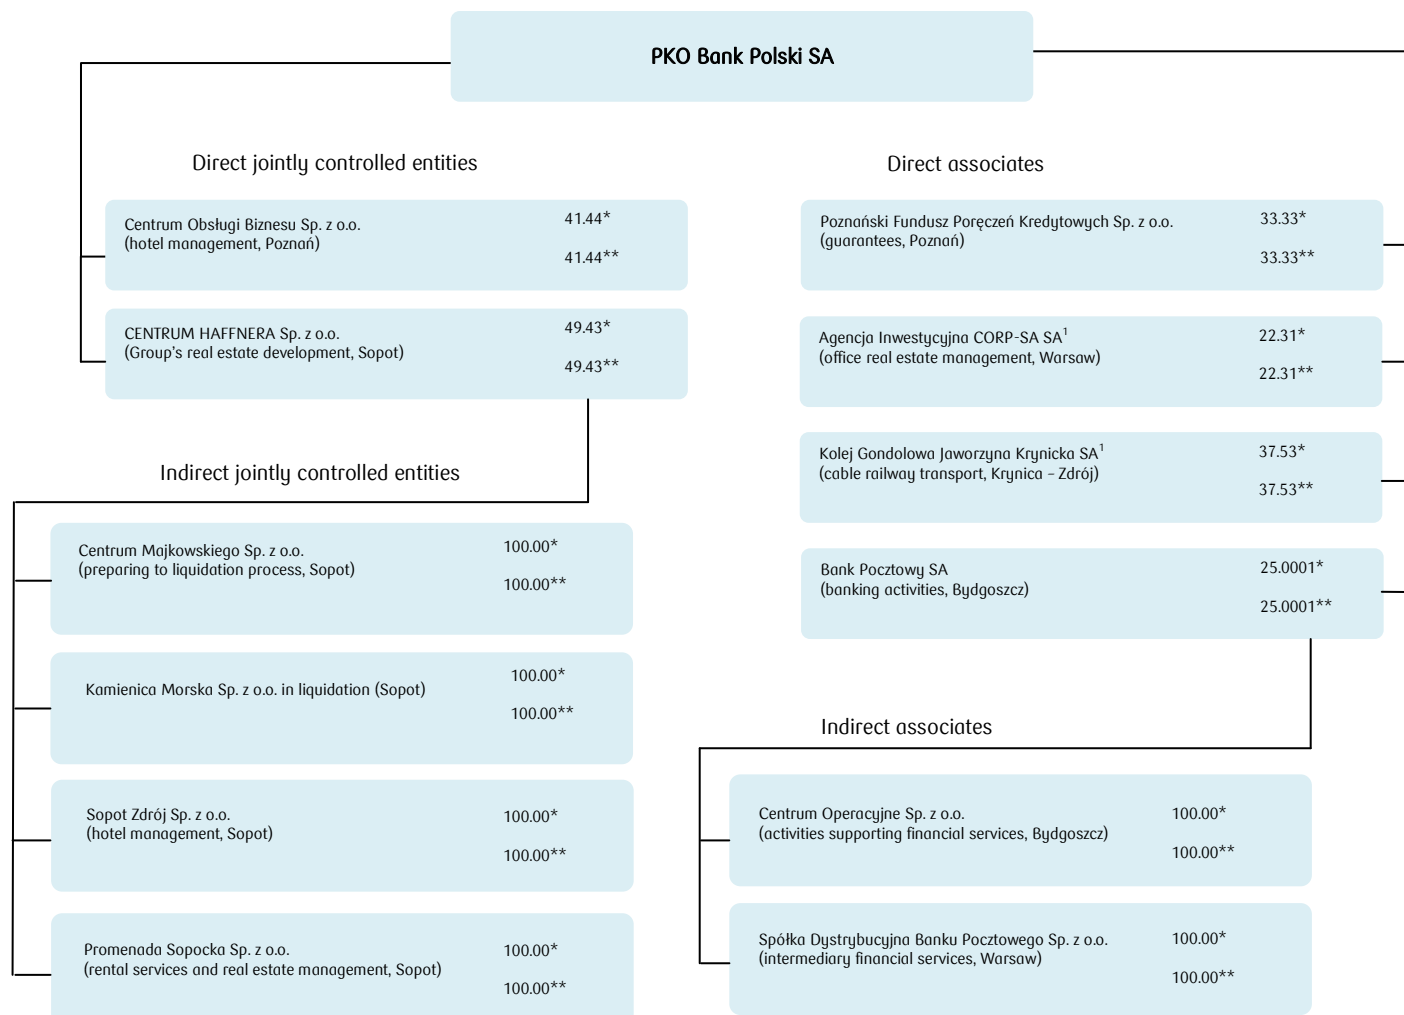 PKO Bank Polski SA
Direct jointly controlled entities
Centrum Obsługi Biznesu Sp. z o.o.
(hotel management, Poznań)
41.44*
41.44**
CENTRUM HAFFNERA Sp. z o.o.
(Group's real estate development, Sopot)
49.43*
49.43**
Indirect jointly controlled entities
Centrum Majkowskiego Sp. z o.o.
(preparing to liquidation process, Sopot)
100.00*
100.00**
Kamienica Morska Sp. z o.o. in liquidation (Sopot)
100.00*
100.00**
Sopot Zdrój Sp. z o.o.
(hotel management, Sopot)
100.00*
100.00**
Promenada Sopocka Sp. z o.o.
(rental services and real estate management, Sopot)
100.00*
100.00**
Direct associates
Poznański Fundusz Poręczeń Kredytowych Sp. z o.o.
(guarantees, Poznań)
33.33*
33.33**
Agencja Inwestycyjna CORP-SA SA¹
(office real estate management, Warsaw)
22.31*
22.31**
Kolej Gondolowa Jaworzyna Krynicka SA¹
(cable railway transport, Krynica – Zdrój)
37.53*
37.53**
Bank Pocztowy SA
(banking activities, Bydgoszcz)
25.0001*
25.0001**
Indirect associates
Centrum Operacyjne Sp. z o.o.
(activities supporting financial services, Bydgoszcz)
100.00*
100.00**
Spółka Dystrybucyjna Banku Pocztowego Sp. z o.o.
(intermediary financial services, Warsaw)
100.00*
100.00**